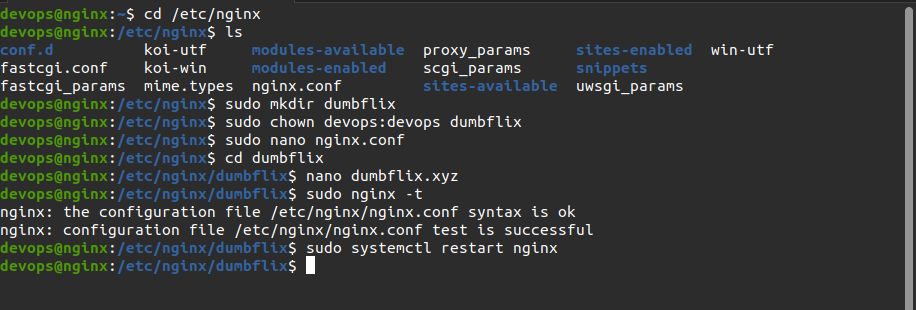 devops@nginx:~$ cd /etc/nginx
devops@nginx:/etc/nginx$ ls
conf.d koi-utf modules-available proxy_params sites-enabled win-utf
fastcgi.conf koi-win modules-enabled scgi_params snippets
fastcgi_params mime.types nginx.conf sites-available uwsgi_params
devops@nginx:/etc/nginx$ sudo mkdir dumbflix
devops@nginx:/etc/nginx$ sudo chown devops:devops dumbflix
devops@nginx:/etc/nginx$ sudo nano nginx.conf
devops@nginx:/etc/nginx$ cd dumbflix
devops@nginx:/etc/nginx/dumbflix$ nano dumbflix.xyz
devops@nginx:/etc/nginx/dumbflix$ sudo nginx -t
nginx: the configuration file /etc/nginx/nginx.conf syntax is ok
nginx: configuration file /etc/nginx/nginx.conf test is successful
devops@nginx:/etc/nginx/dumbflix$ sudo systemctl restart nginx
devops@nginx:/etc/nginx/dumbflix$